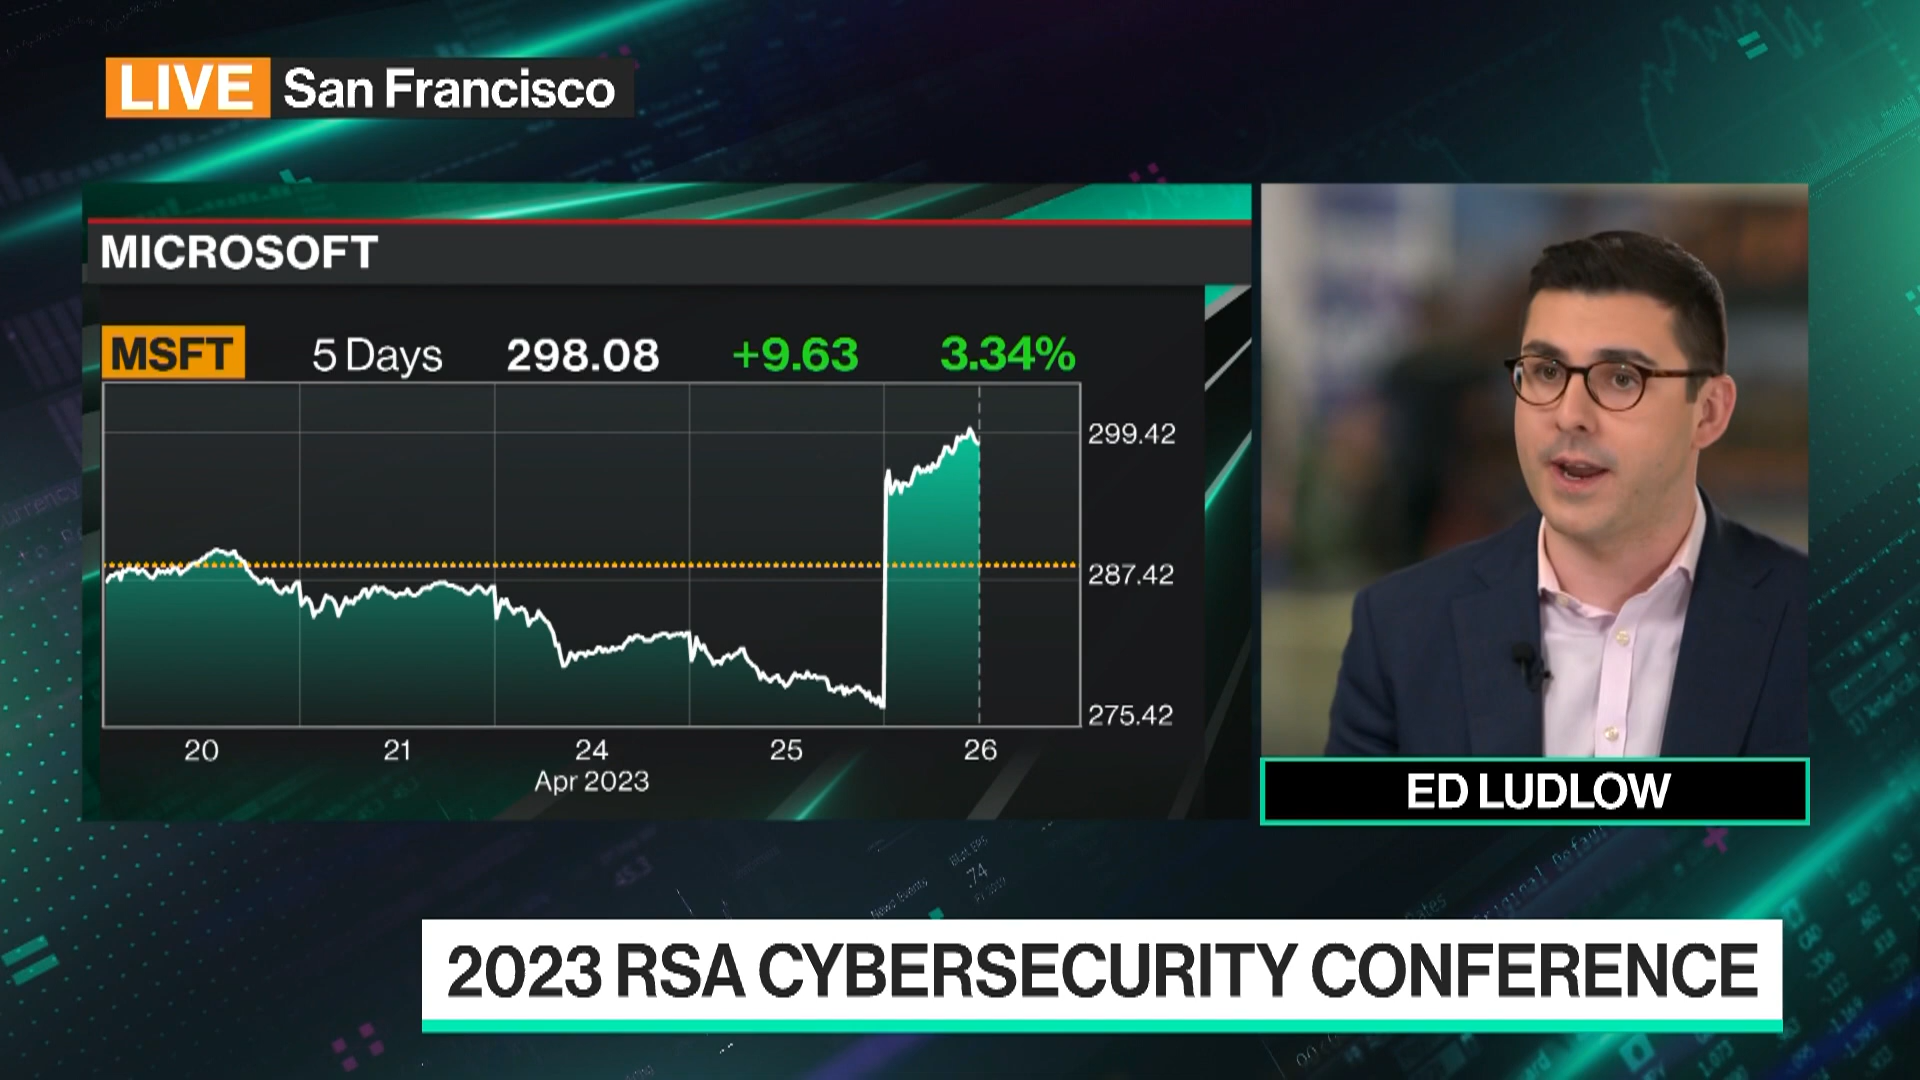 LIVE San Francisco
MICROSOFT
MSFT 5 Days 298.08 +9.63 3.34%
299.42
287.42
275.42
20 21 24 25 26
Apr 2023
ED LUDLOW
2023 RSA CYBERSECURITY CONFERENCE